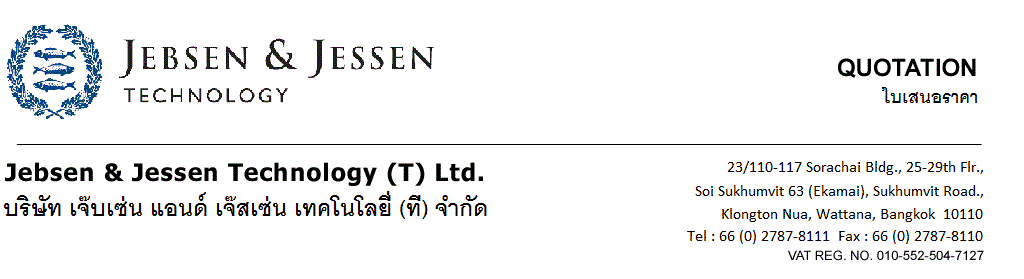 JEBSEN & JESSEN
TECHNOLOGY
QUOTATION
ใบเสนอราคา
Jebsen & Jessen Technology (T) Ltd.
บริษัท เจ๊บเซ่น แอนด์ เจ๊สเซ่น เทคโนโลยี่ (ที) จำกัด
23/110-117 Sorachai Bldg., 25-29th Flr.,
Soi Sukhumvit 63 (Ekamai), Sukhumvit Road.,
Klongton Nua, Wattana, Bangkok 10110
Tel : 66 (0) 2787-8111 Fax : 66 (0) 2787-8110
VAT REG. NO. 010-552-504-7127